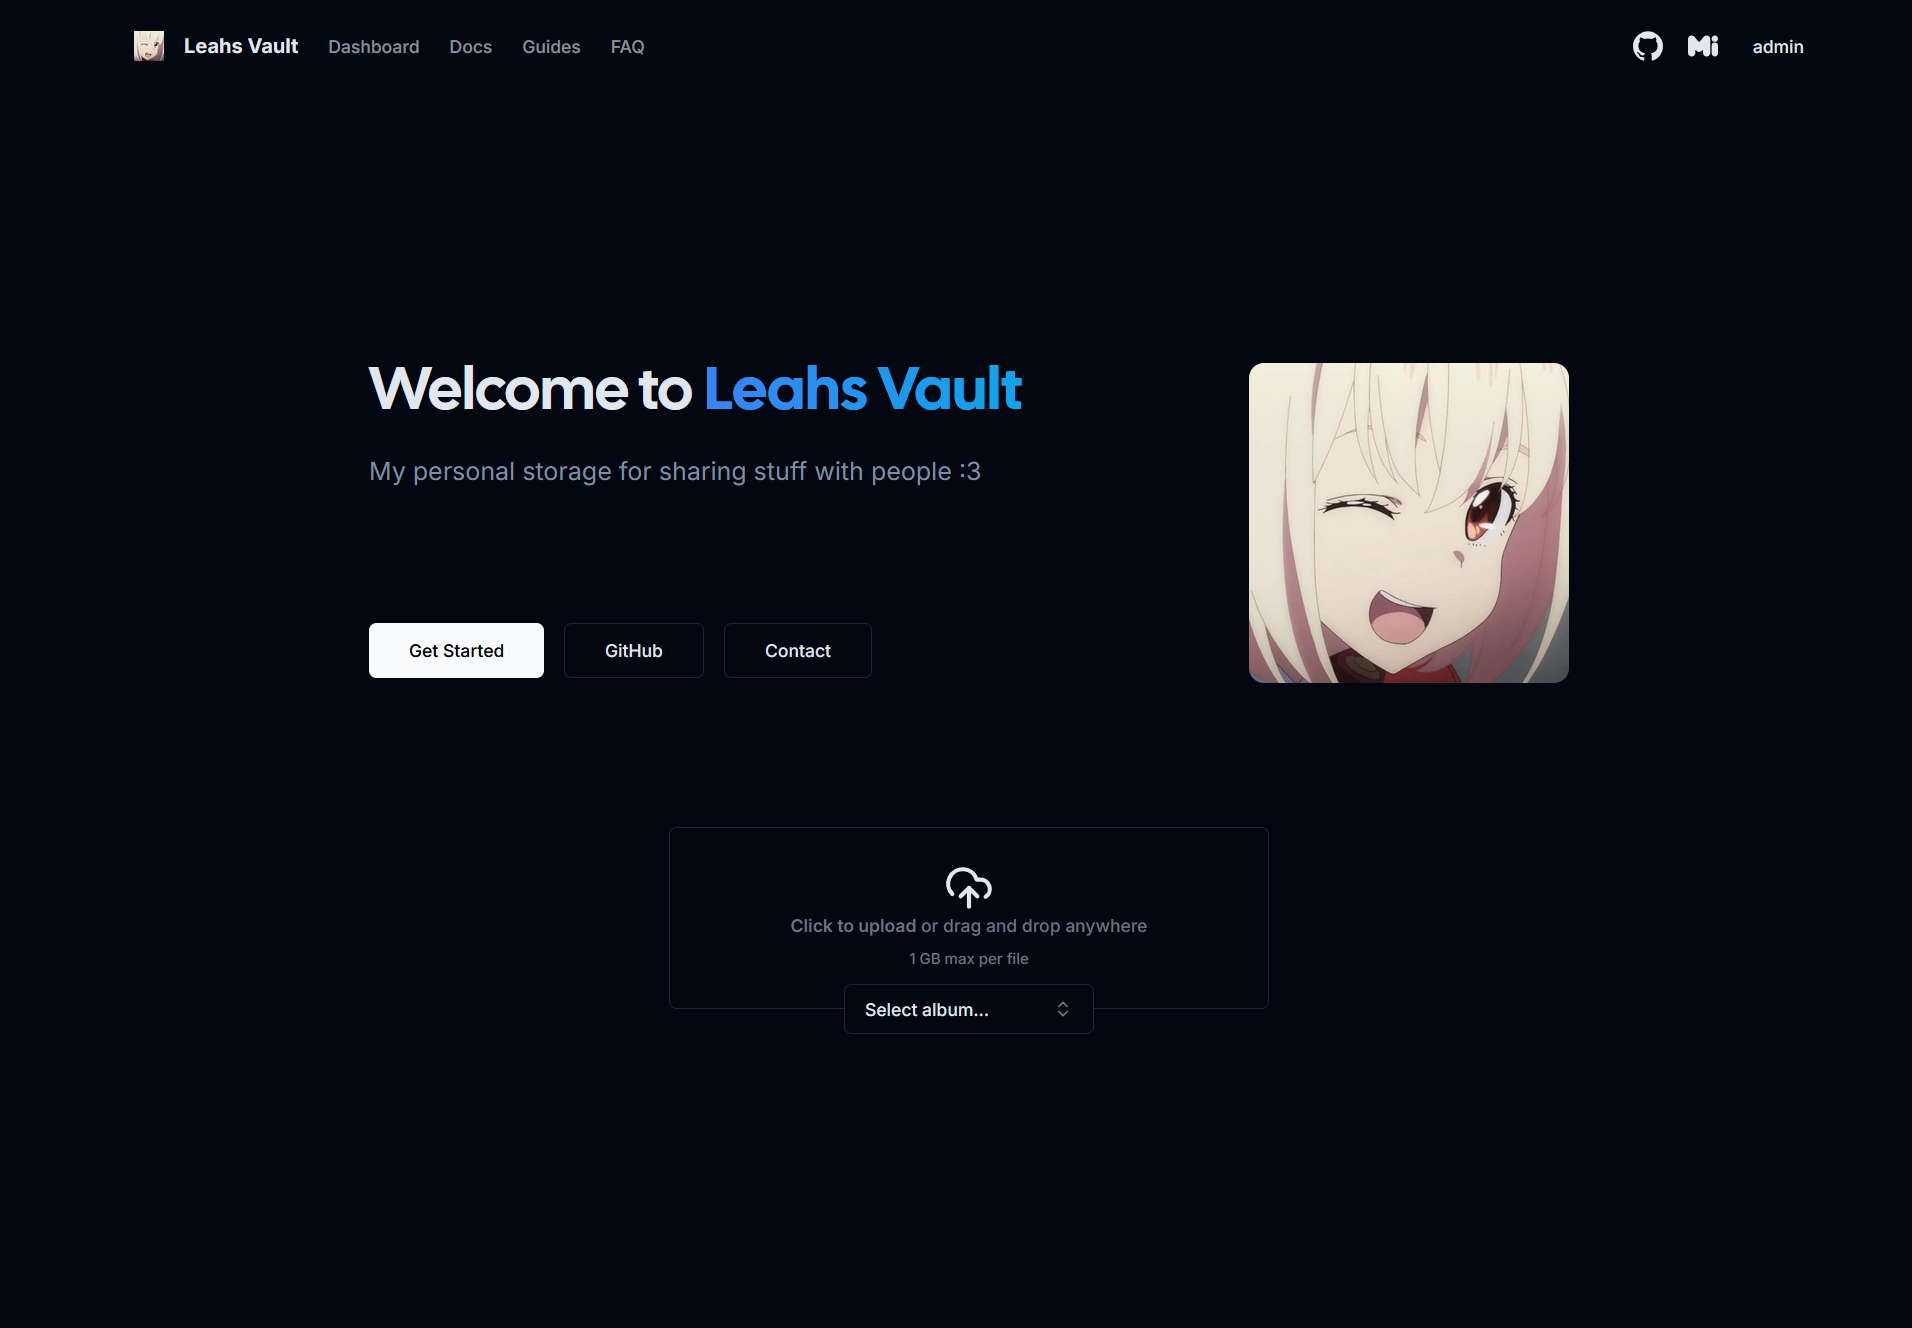 Leahs Vault Dashboard Docs Guides FAQ admin
Welcome to Leahs Vault
My personal storage for sharing stuff with people :3
Get Started GitHub Contact
Click to upload or drag and drop anywhere
1 GB max per file
Select album...